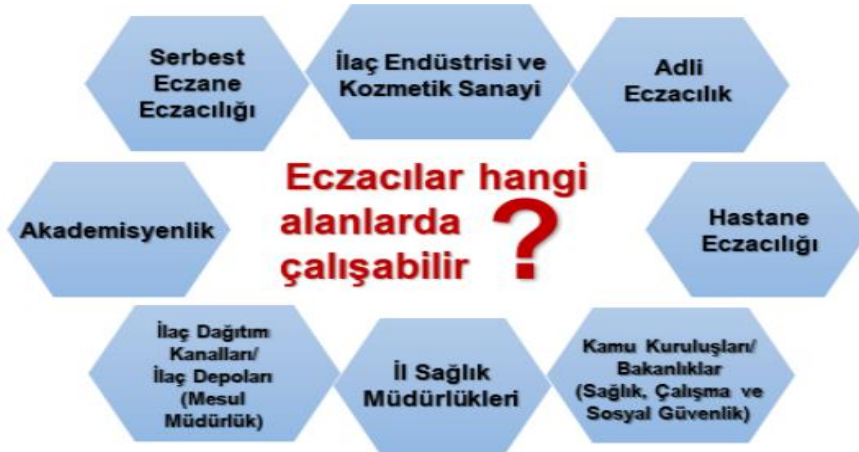 Serbest
Eczane
Eczacılığı
İlaç Endüstrisi ve
Kozmetik Sanayi
Adli
Eczacılık
Akademisyenlik
Eczacılar hangi
alanlarda
çalışabilir ?
Hastane
Eczacılığı
İlaç Dağıtım
Kanalları/
İlaç Depoları
(Mesul
Müdürlük)
İl Sağlık
Müdürlükleri
Kamu Kuruluşları/
Bakanlıklar
(Sağlık, Çalışma ve
Sosyal Güvenlik)